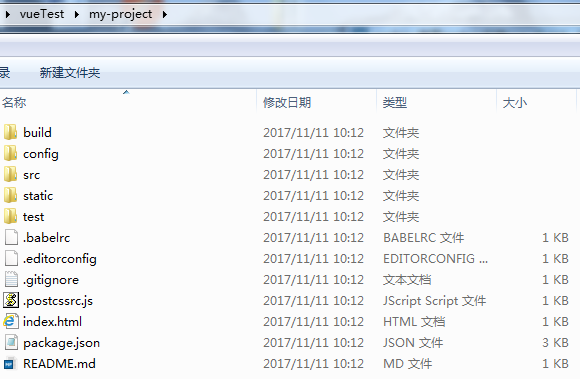 vueTest ▸ my-project ▸
录 新建文件夹
名称 修改日期 类型 大小
build 2017/11/11 10:12 文件夹
config 2017/11/11 10:12 文件夹
src 2017/11/11 10:12 文件夹
static 2017/11/11 10:12 文件夹
test 2017/11/11 10:12 文件夹
.babelrc 2017/11/11 10:12 BABELRC 文件 1 KB
.editorconfig 2017/11/11 10:12 EDITORCONFIG ... 1 KB
.gitignore 2017/11/11 10:12 文本文档 1 KB
.postcssrc.js 2017/11/11 10:12 JScript Script 文件 1 KB
index.html 2017/11/11 10:12 HTML 文档 1 KB
package.json 2017/11/11 10:12 JSON 文件 3 KB
README.md 2017/11/11 10:12 MD 文件 1 KB